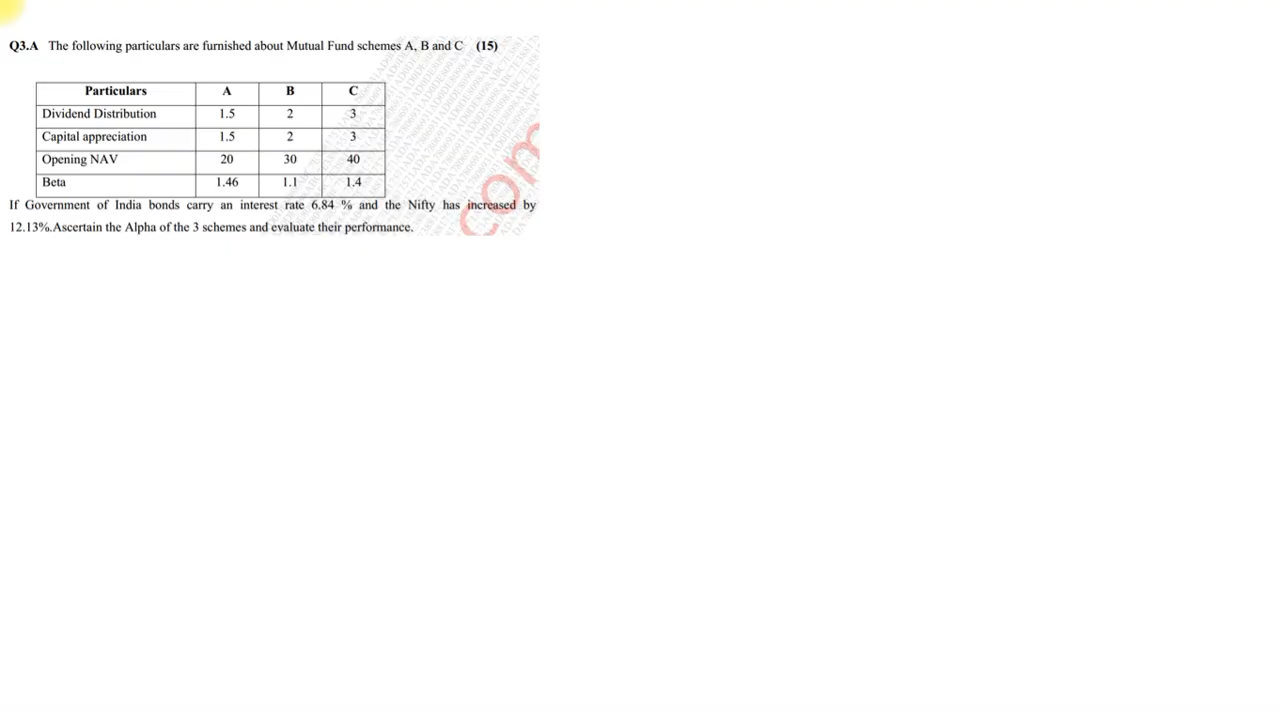 Q3.A The following particulars are furnished about Mutual Fund schemes A, B and C (15)
Particulars A B C
Dividend Distribution 1.5 2 3
Capital appreciation 1.5 2 3
Opening NAV 20 30 40
Beta 1.46 1.1 1.4
If Government of India bonds carry an interest rate 6.84 % and the Nifty has increased by
12.13%.Ascertain the Alpha of the 3 schemes and evaluate their performance.
com